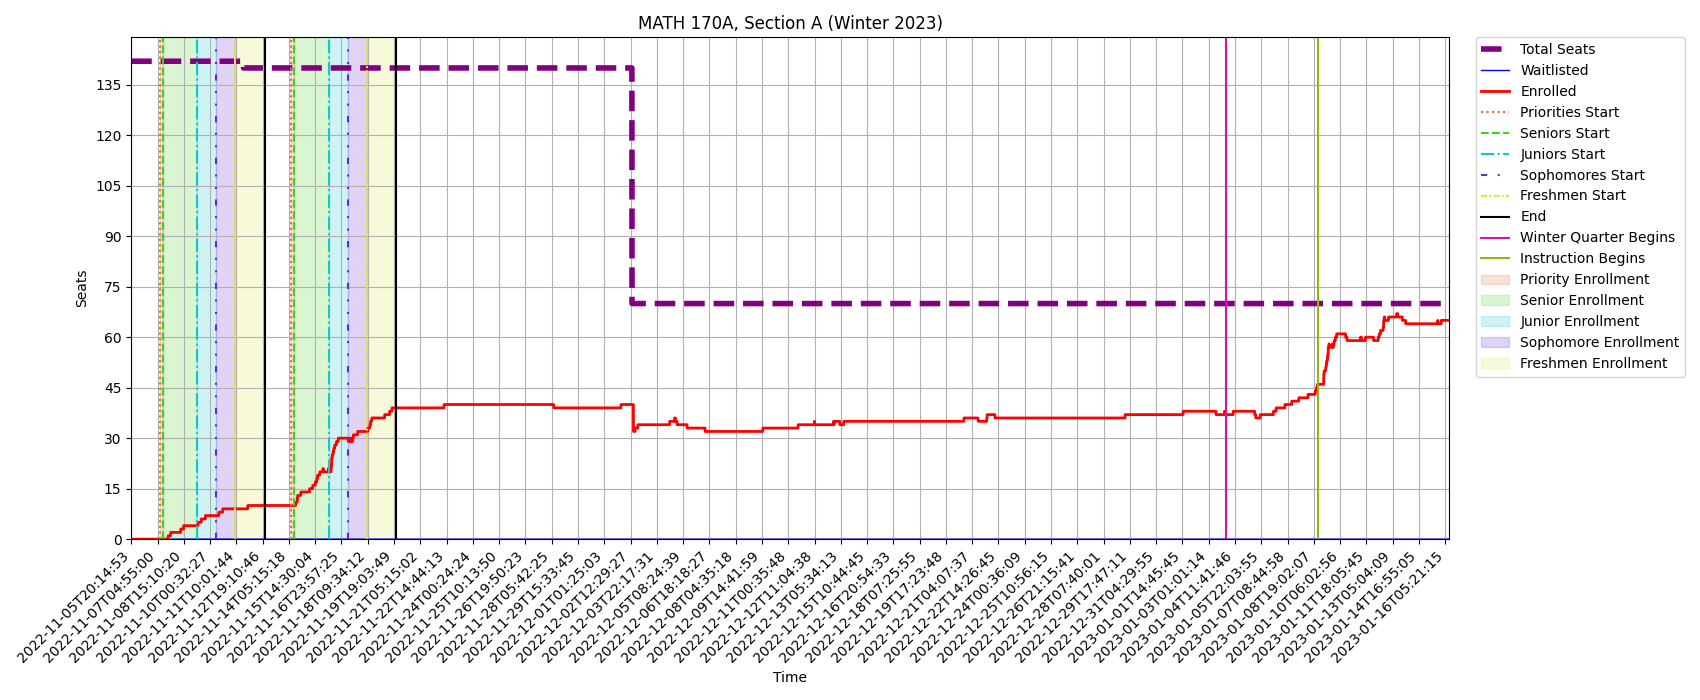 MATH 170A, Section A (Winter 2023)
Seats
135
120
105
90
75
60
45
30
15
0
2022-11-05T20:14:53
2022-11-07T04:55:00
2022-11-08T15:10:20
2022-11-10T00:32:27
2022-11-11T10:01:44
2022-11-12T19:10:46
2022-11-14T05:15:18
2022-11-15T14:30:04
2022-11-16T23:57:25
2022-11-18T09:34:12
2022-11-19T19:03:49
2022-11-21T05:15:02
2022-11-22T14:44:13
2022-11-24T00:24:24
2022-11-25T10:13:50
2022-11-26T19:50:23
2022-11-28T05:42:25
2022-11-29T15:33:45
2022-12-01T01:25:03
2022-12-02T12:29:27
2022-12-03T22:17:31
2022-12-05T08:24:39
2022-12-06T18:18:27
2022-12-08T04:35:18
2022-12-09T14:41:59
2022-12-11T00:35:48
2022-12-12T11:04:38
2022-12-13T05:34:13
2022-12-15T10:44:45
2022-12-16T20:54:33
2022-12-18T07:25:55
2022-12-19T17:23:48
2022-12-21T04:07:37
2022-12-22T14:26:45
2022-12-24T00:36:09
2022-12-25T10:56:15
2022-12-26T21:15:41
2022-12-28T07:40:01
2022-12-29T17:47:11
2022-12-31T04:29:55
2023-01-01T14:45:45
2023-01-03T01:01:14
2023-01-04T11:41:46
2023-01-05T22:03:55
2023-01-07T08:44:58
2023-01-08T19:02:07
2023-01-10T06:02:56
2023-01-11T18:05:45
2023-01-13T05:04:09
2023-01-14T16:55:05
2023-01-16T05:21:15
Time
Total Seats
Waitlisted
Enrolled
Priorities Start
Seniors Start
Juniors Start
Sophomores Start
Freshmen Start
End
Winter Quarter Begins
Instruction Begins
Priority Enrollment
Senior Enrollment
Junior Enrollment
Sophomore Enrollment
Freshmen Enrollment